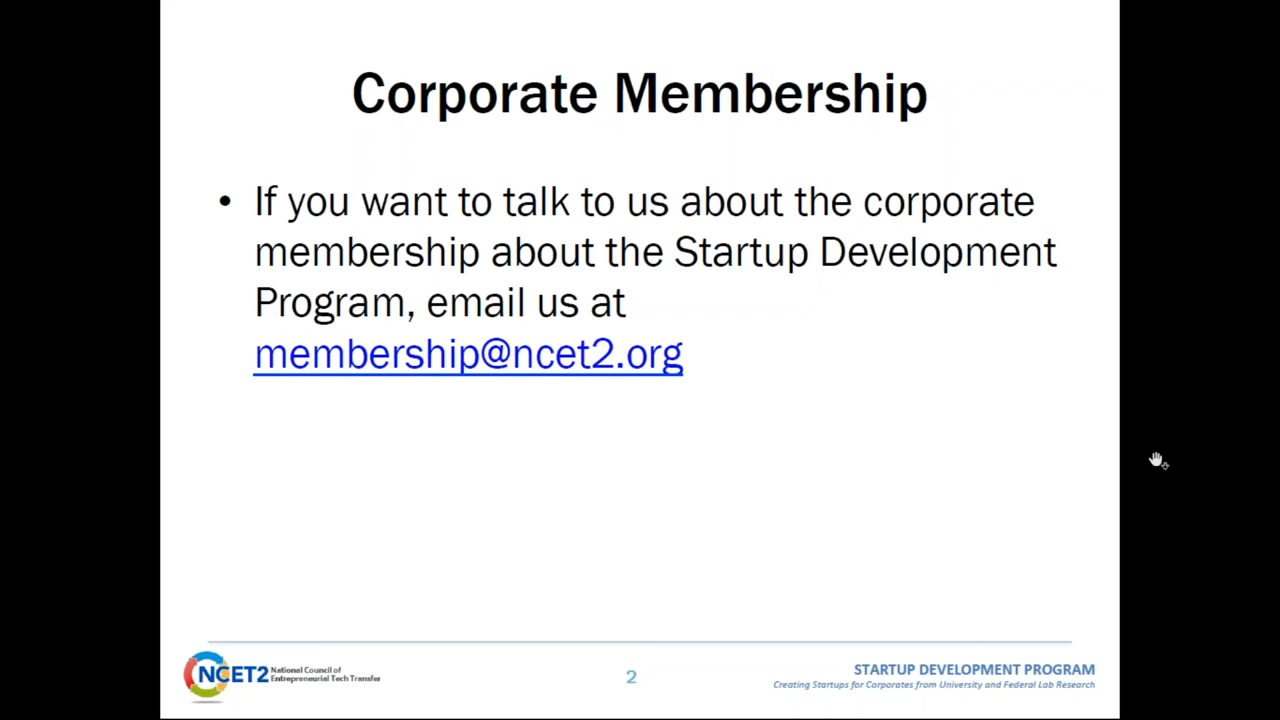 Corporate Membership
• If you want to talk to us about the corporate
membership about the Startup Development
Program, email us at
membership@ncet2.org
NCET2 National Council of
Entrepreneurial Tech Transfer
2
STARTUP DEVELOPMENT PROGRAM
Creating Startups for Corporates from University and Federal Lab Research